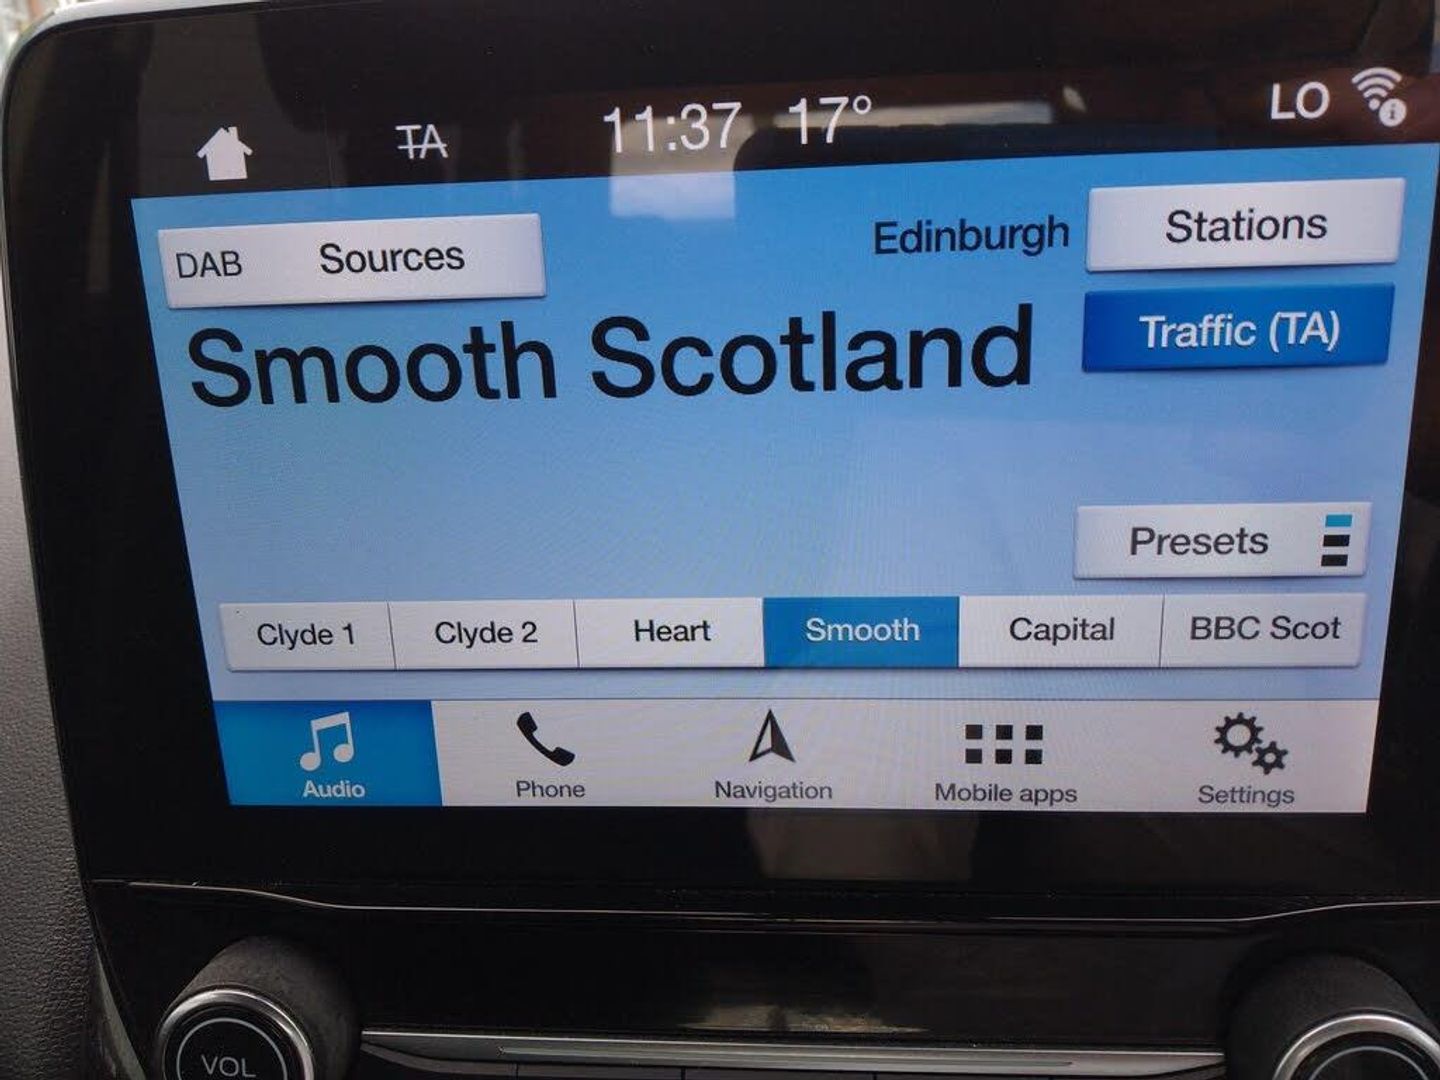 TA 11:37 17° LO
DAB Sources Edinburgh Stations
Smooth Scotland Traffic (TA)
Presets
Clyde 1 Clyde 2 Heart Smooth Capital BBC Scot
Audio Phone Navigation Mobile apps Settings
VOL